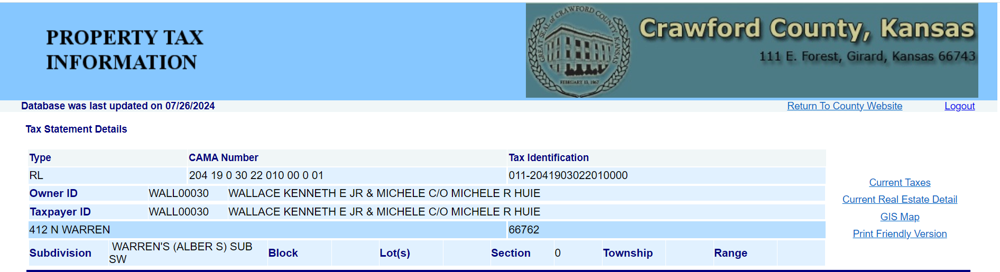 PROPERTY TAX
INFORMATION
GREAT SEAL of CRAWFORD COUNTY, KANSAS
FEBRUARY 13, 1867
Crawford County, Kansas
111 E. Forest, Girard, Kansas 66743
Database was last updated on 07/26/2024
Return To County Website
Logout
Tax Statement Details
Type CAMA Number Tax Identification
RL 204 19 0 30 22 010 00 0 01 011-2041903022010000
Owner ID WALL00030 WALLACE KENNETH E JR & MICHELE C/O MICHELE R HUIE
Taxpayer ID WALL00030 WALLACE KENNETH E JR & MICHELE C/O MICHELE R HUIE
412 N WARREN 66762
Subdivision WARREN'S (ALBER S) SUB
SW
Block Lot(s) Section 0 Township Range
Current Taxes
Current Real Estate Detail
GIS Map
Print Friendly Version